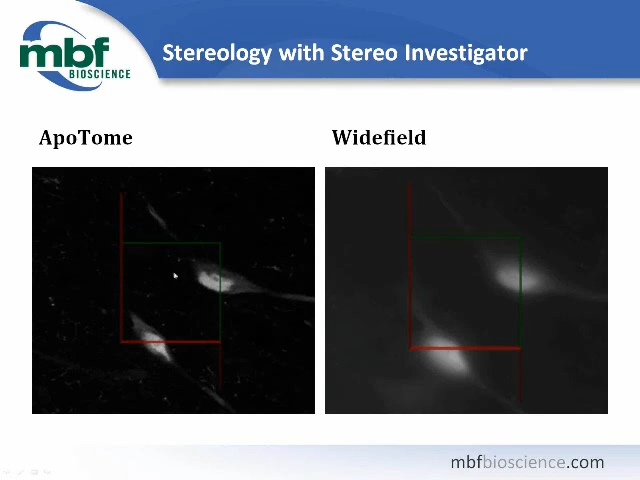 mbf
BIOSCIENCE
Stereology with Stereo Investigator
ApoTome
Widefield
mbfbioscience.com